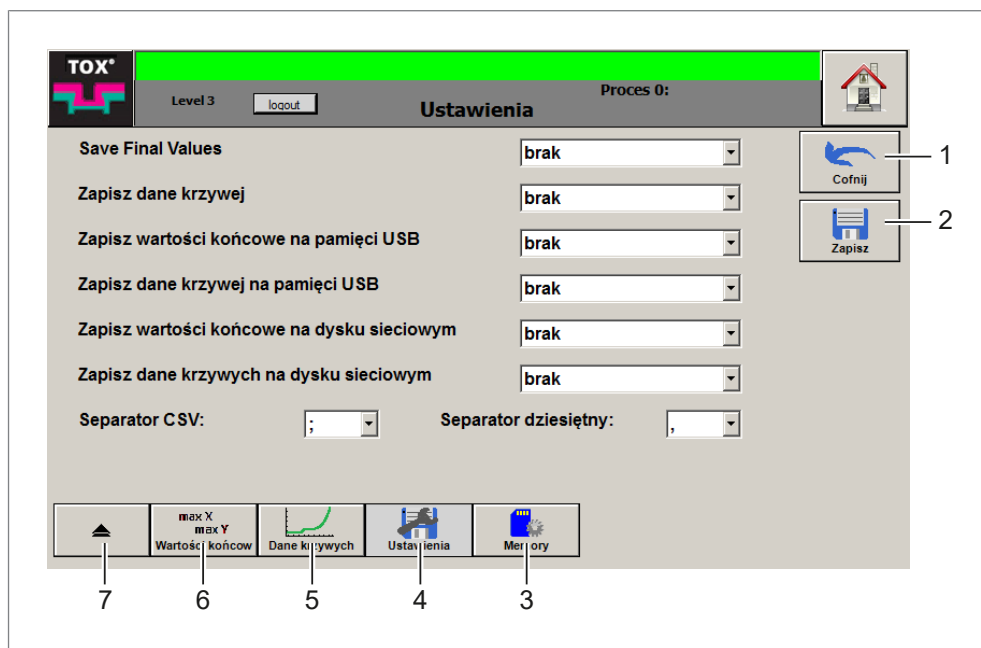 TOX®
Level 3
logout
Ustawienia
Proces 0:
Save Final Values
brak
Cofnij
1
Zapisz dane krzywej
brak
Zapisz
2
Zapisz wartości końcowe na pamięci USB
brak
Zapisz dane krzywej na pamięci USB
brak
Zapisz wartości końcowe na dysku sieciowym
brak
Zapisz dane krzywych na dysku sieciowym
brak
Separator CSV:
;
Separator dziesiętny:
,
max X
max Y
Wartości końcow
Dane krzywych
Ustawienia
Memory
7
6
5
4
3